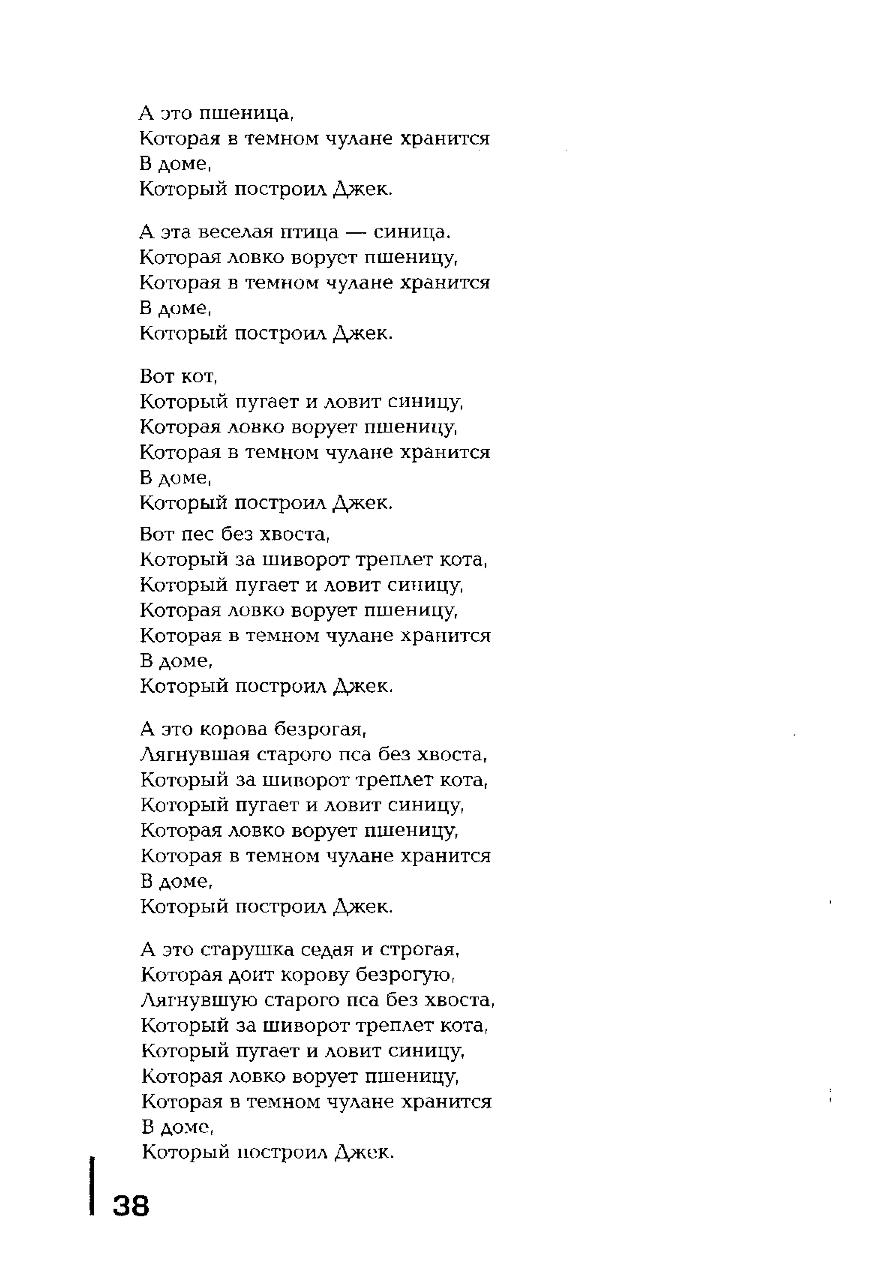 А это пшеница,
Которая в темном чулане хранится
В доме,
Который построил Джек.
А эта веселая птица — синица.
Которая ловко ворует пшеницу,
Которая в темном чулане хранится
В доме,
Который построил Джек.
Вот кот,
Который пугает и ловит синицу,
Которая ловко ворует пшеницу,
Которая в темном чулане хранится
В доме,
Который построил Джек.
Вот пес без хвоста,
Который за шиворот треплет кота,
Который пугает и ловит синицу,
Которая ловко ворует пшеницу,
Которая в темном чулане хранится
В доме,
Который построил Джек.
А это корова безрогая,
Лягнувшая старого пса без хвоста,
Который за шиворот треплет кота,
Который пугает и ловит синицу,
Которая ловко ворует пшеницу,
Которая в темном чулане хранится
В доме,
Который построил Джек.
А это старушка седая и строгая,
Которая доит корову безрогую,
Лягнувшую старого пса без хвоста,
Который за шиворот треплет кота,
Который пугает и ловит синицу,
Которая ловко ворует пшеницу,
Которая в темном чулане хранится
В доме,
Который построил Джек.
38